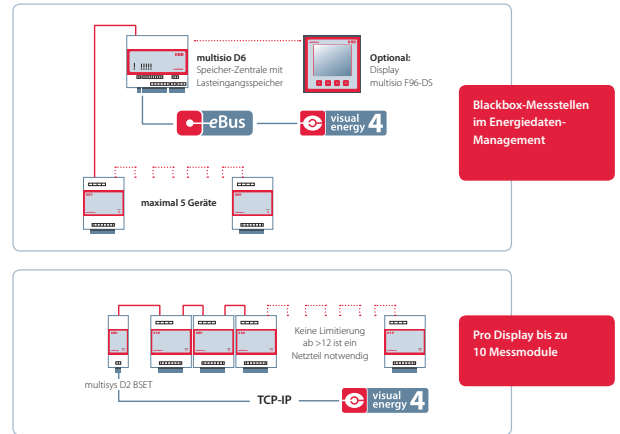 multisio D6
Speicher-Zentrale mit
Lasteingangsspeicher
Optional:
Display
multisio F96-DS
eBus
visual
energy 4
Blackbox-Messstellen
im Energiedaten-
Management
maximal 5 Geräte
Keine Limitierung
ab >12 ist ein
Netzteil notwendig
Pro Display bis zu
10 Messmodule
multisys D2 BSET
TCP-IP
visual
energy 4